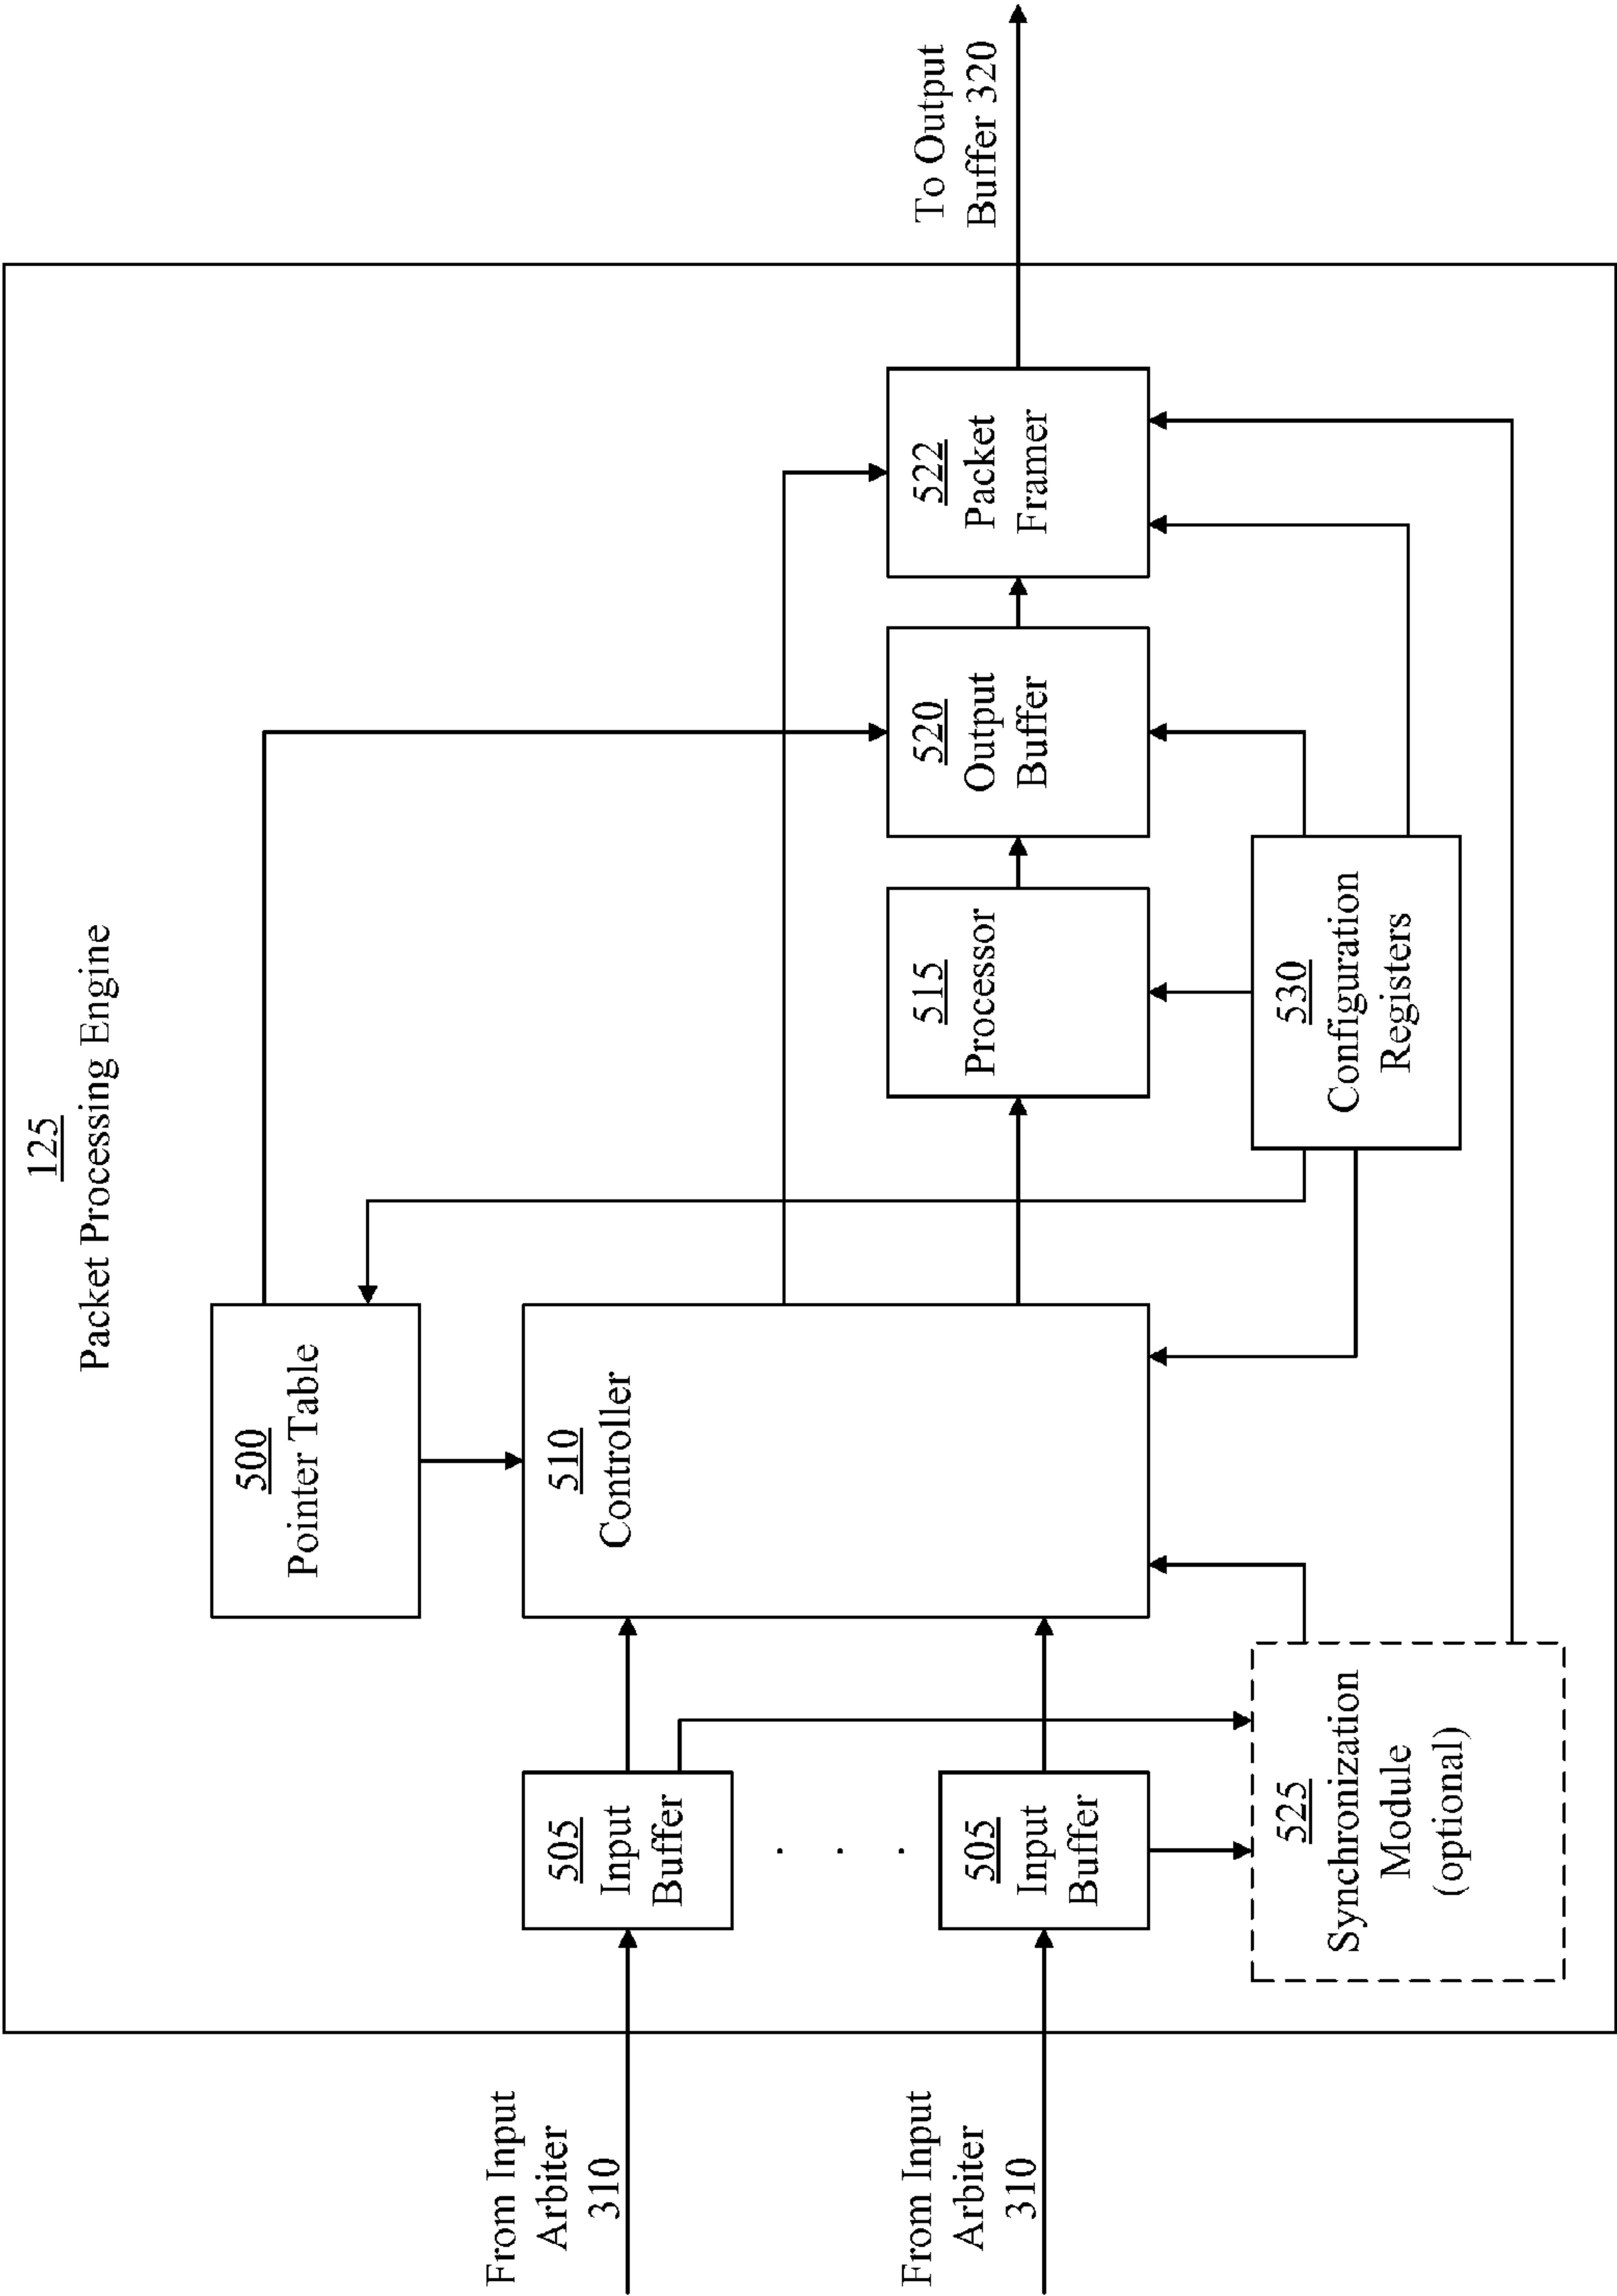 125
Packet Processing Engine
500
Pointer Table
From Input
Arbiter
310
505
Input
Buffer
. . .
From Input
Arbiter
310
505
Input
Buffer
510
Controller
515
Processor
520
Output
Buffer
522
Packet
Framer
To Output
Buffer 320
525
Synchronization
Module
(optional)
530
Configuration
Registers